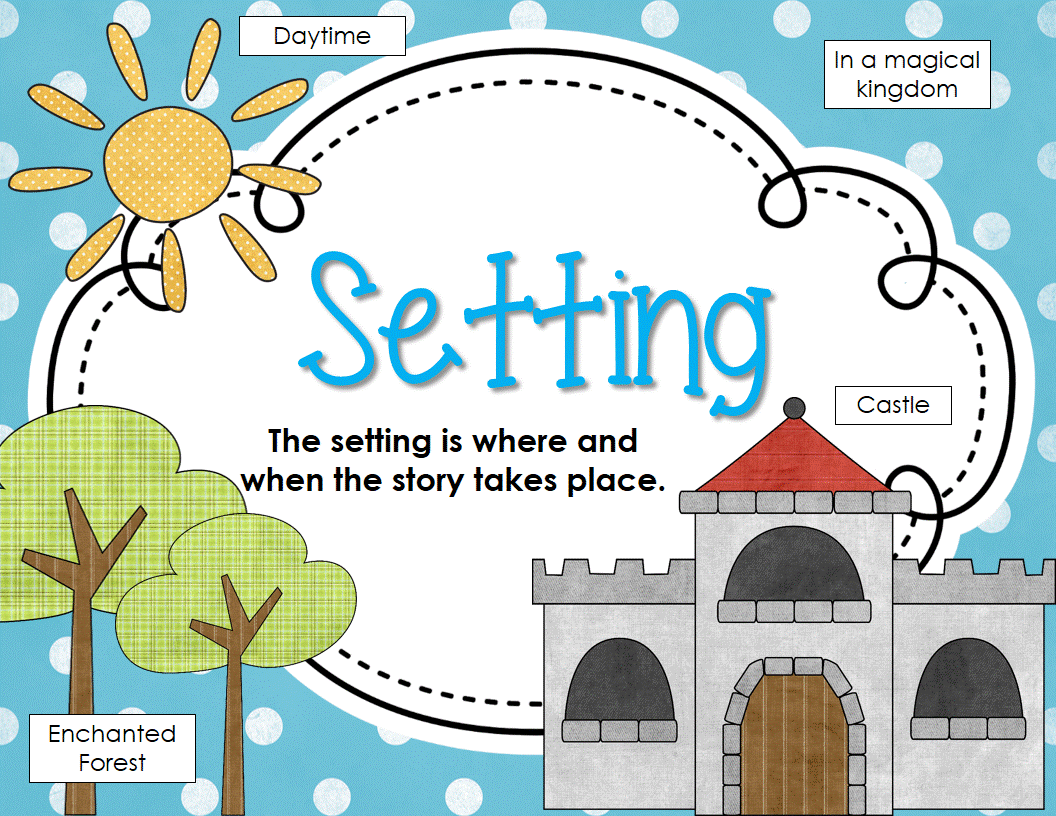 Daytime
In a magical
kingdom
Setting
Castle
The setting is where and
when the story takes place.
Enchanted
Forest